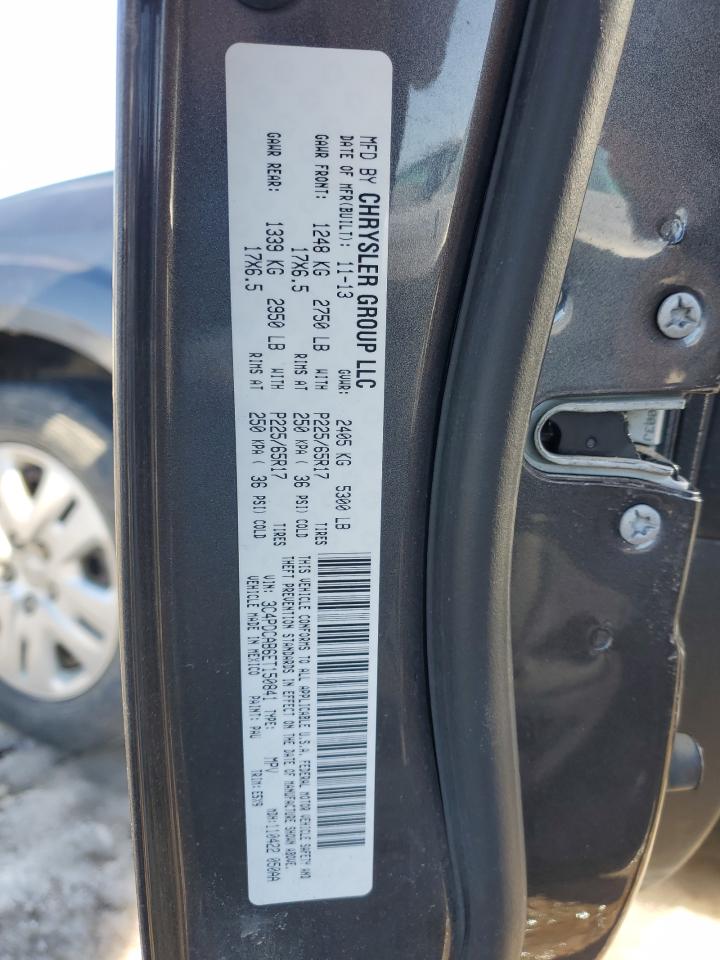 MFD BY CHRYSLER GROUP LLC
DATE OF MFR(BUILT): 11-13 GVWR: 2405 KG 5300 LB
GAWR FRONT: 1248 KG 2750 LB WITH P225/65R17 TIRES
17X6.5 RIMS AT 250 KPA ( 36 PSI) COLD
GAWR REAR: 1339 KG 2950 LB WITH P225/65R17 TIRES
17X6.5 RIMS AT 250 KPA ( 36 PSI) COLD
THIS VEHICLE CONFORMS TO ALL APPLICABLE U.S.A. FEDERAL MOTOR VEHICLE SAFETY AND
THEFT PREVENTION STANDARDS IN EFFECT ON THE DATE OF MANUFACTURE SHOWN ABOVE.
VIN: 3C4PDCAB6ET150841 TYPE: MPV MDH:110422 050AA
VEHICLE MADE IN MEXICO PAINT: PAU TRIM: